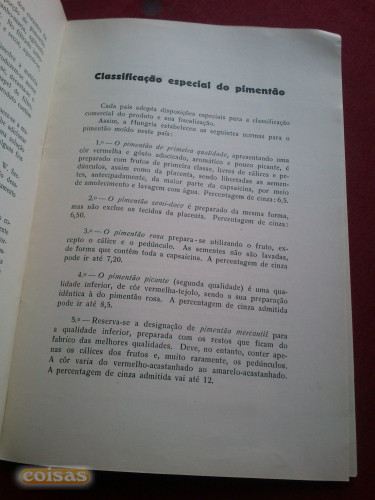 Classificação especial do pimentão
Cada país adopta disposições especiais para a classificação
comercial do produto e sua fiscalização.
Assim, a Hungria estabeleceu as seguintes normas para o
pimentão moído neste país:
1.º — O pimentão de primeira qualidade, apresentando uma
côr vermelha e gôsto adocicado, aromático e pouco picante, é
preparado com frutos de primeira classe, livres de cálices e pe-
dúnculos, assim como da placenta, sendo libertadas as semen-
tes, antecipadamente, da maior parte da capsaicina, por meio
de amolecimento e lavagem com água. Percentagem de cinza: 6,5.
2.º — O pimentão semi-doce é preparado da mesma forma,
mas não exclue os tecidos da placenta. Percentagem de cinza:
6,50.
3.º — O pimentão rosa prepara-se utilizando o fruto, ex-
cepto o cálice e o pedúnculo. As sementes não são lavadas,
de forma que contêm toda a capsaicina. A percentagem de cinza
pode ir até 7,20.
4.º — O pimentão picante (segunda qualidade) é uma qua-
lidade inferior, de côr vermelha-tejolo, sendo a sua preparação
idêntica à do pimentão rosa. A percentagem de cinza admitida
pode ir até 8,5.
5.º — Reserva-se a designação de pimentão mercantil para
a qualidade inferior, preparada com os restos que ficam do
fabrico das melhores qualidades. Deve, no entanto, conter ape-
nas os cálices dos frutos e, muito raramente, os pedúnculos.
A côr varia do vermelho-acastanhado ao amarelo-acastanhado.
A percentagem de cinza admitida vai até 12.
coisas